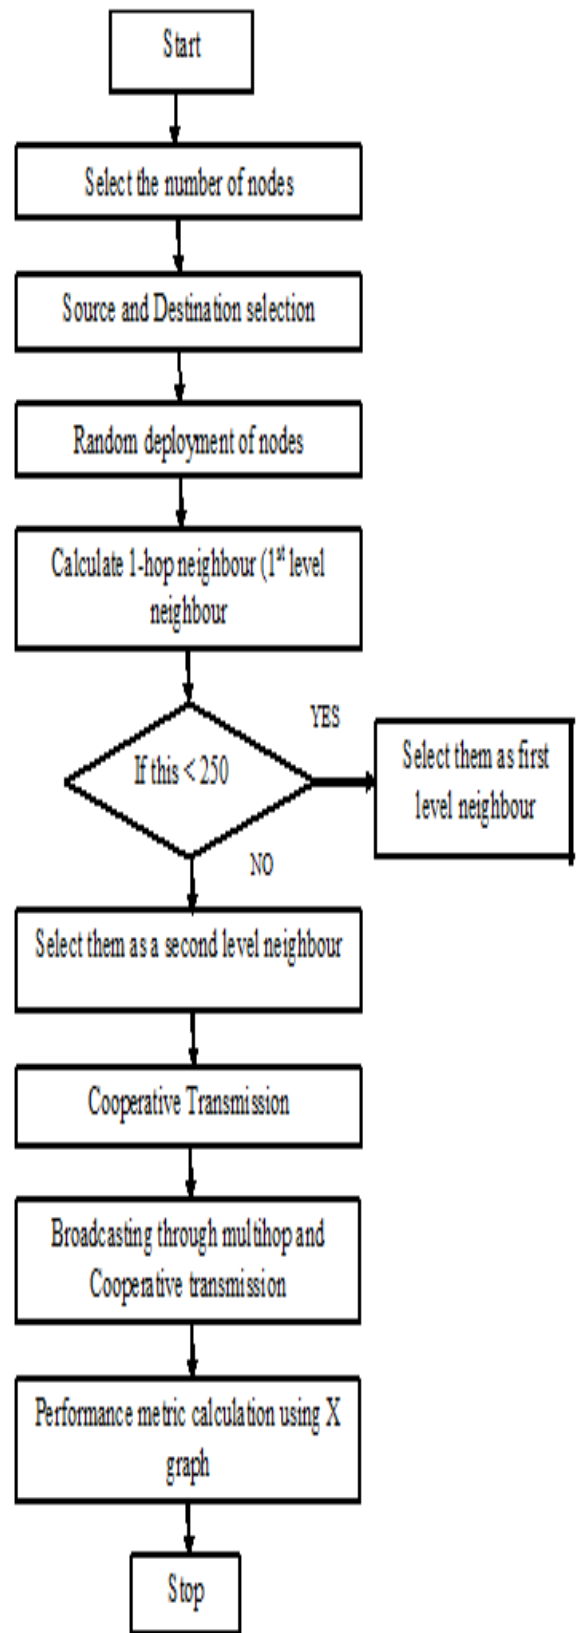 Start
Select the number of nodes
Source and Destination selection
Random deployment of nodes
Calculate 1-hop neighbour (1st level
neighbour
If this < 250
YES
Select them as first
level neighbour
NO
Select them as a second level neighbour
Cooperative Transmission
Broadcasting through multihop and
Cooperative transmission
Performance metric calculation using X
graph
Stop